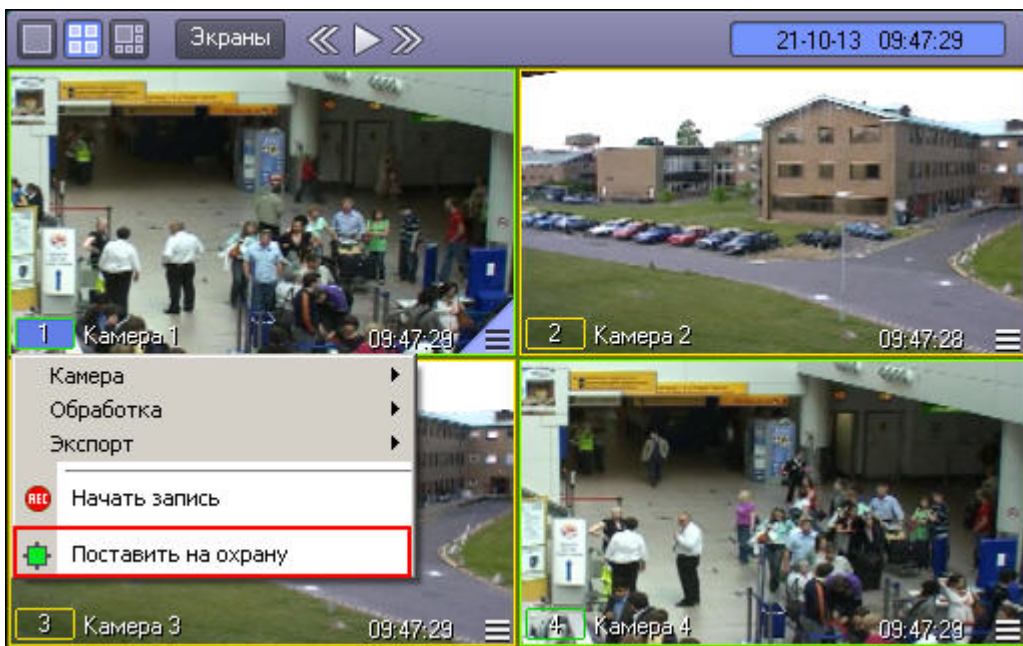 Экраны
21-10-13 09:47:29
1 Камера 1 09:47:29
2 Камера 2 09:47:28
Камера
Обработка
Экспорт
REC Начать запись
Поставить на охрану
3 Камера 3 09:47:29
4 Камера 4 09:47:29